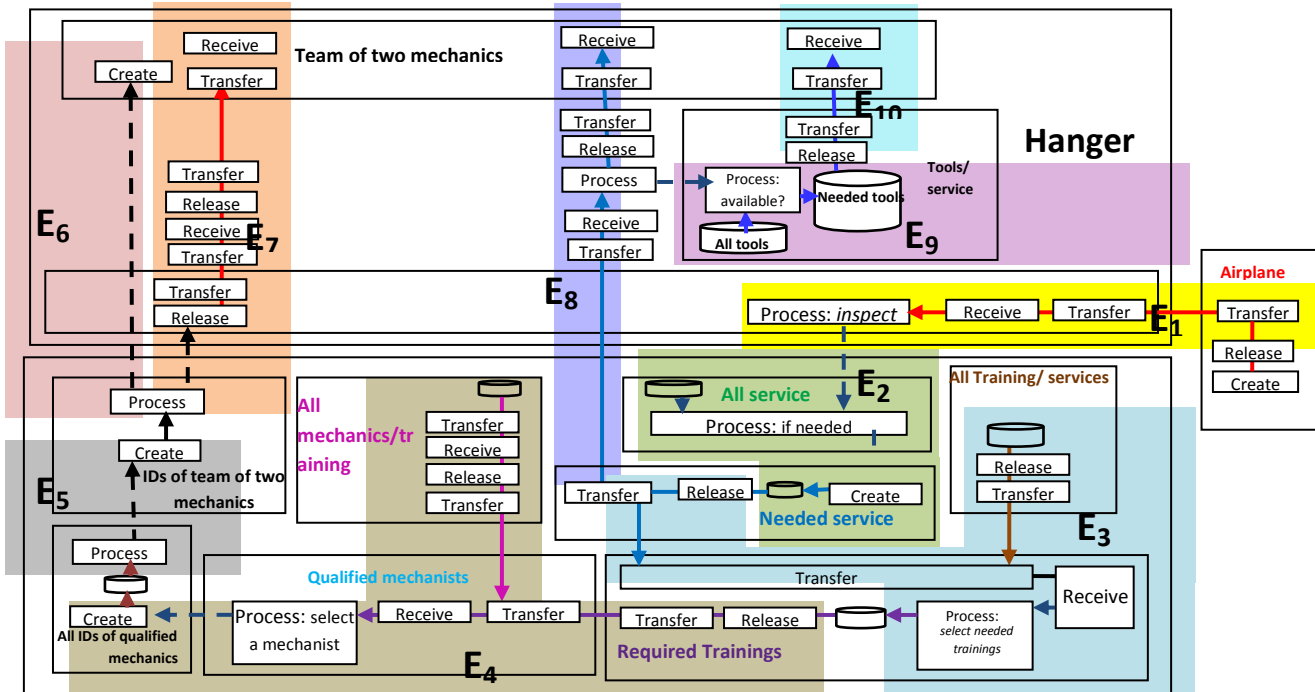 Receive
Team of two mechanics
Create
Transfer
Receive
Transfer
Receive
Transfer
E10
Transfer
Release
Transfer
Release
Hanger
Tools/
service
Process
Process:
available?
Needed tools
All tools
E9
Transfer
Release
Receive
Transfer
E7
E6
Receive
Transfer
E8
Transfer
Release
Process: inspect
Receive
Transfer
E1
Airplane
Transfer
Release
Create
Process
Create
IDs of team of two
mechanics
E5
All
mechanics/tr
aining
Transfer
Receive
Release
Transfer
E2
All service
Process: if needed
All Training/ services
Release
Transfer
E3
Transfer
Release
Create
Needed service
Process
Create
All IDs of qualified
mechanics
Qualified mechanists
Process: select
a mechanist
Receive
Transfer
E4
Transfer
Receive
Transfer
Release
Process:
select needed
trainings
Required Trainings